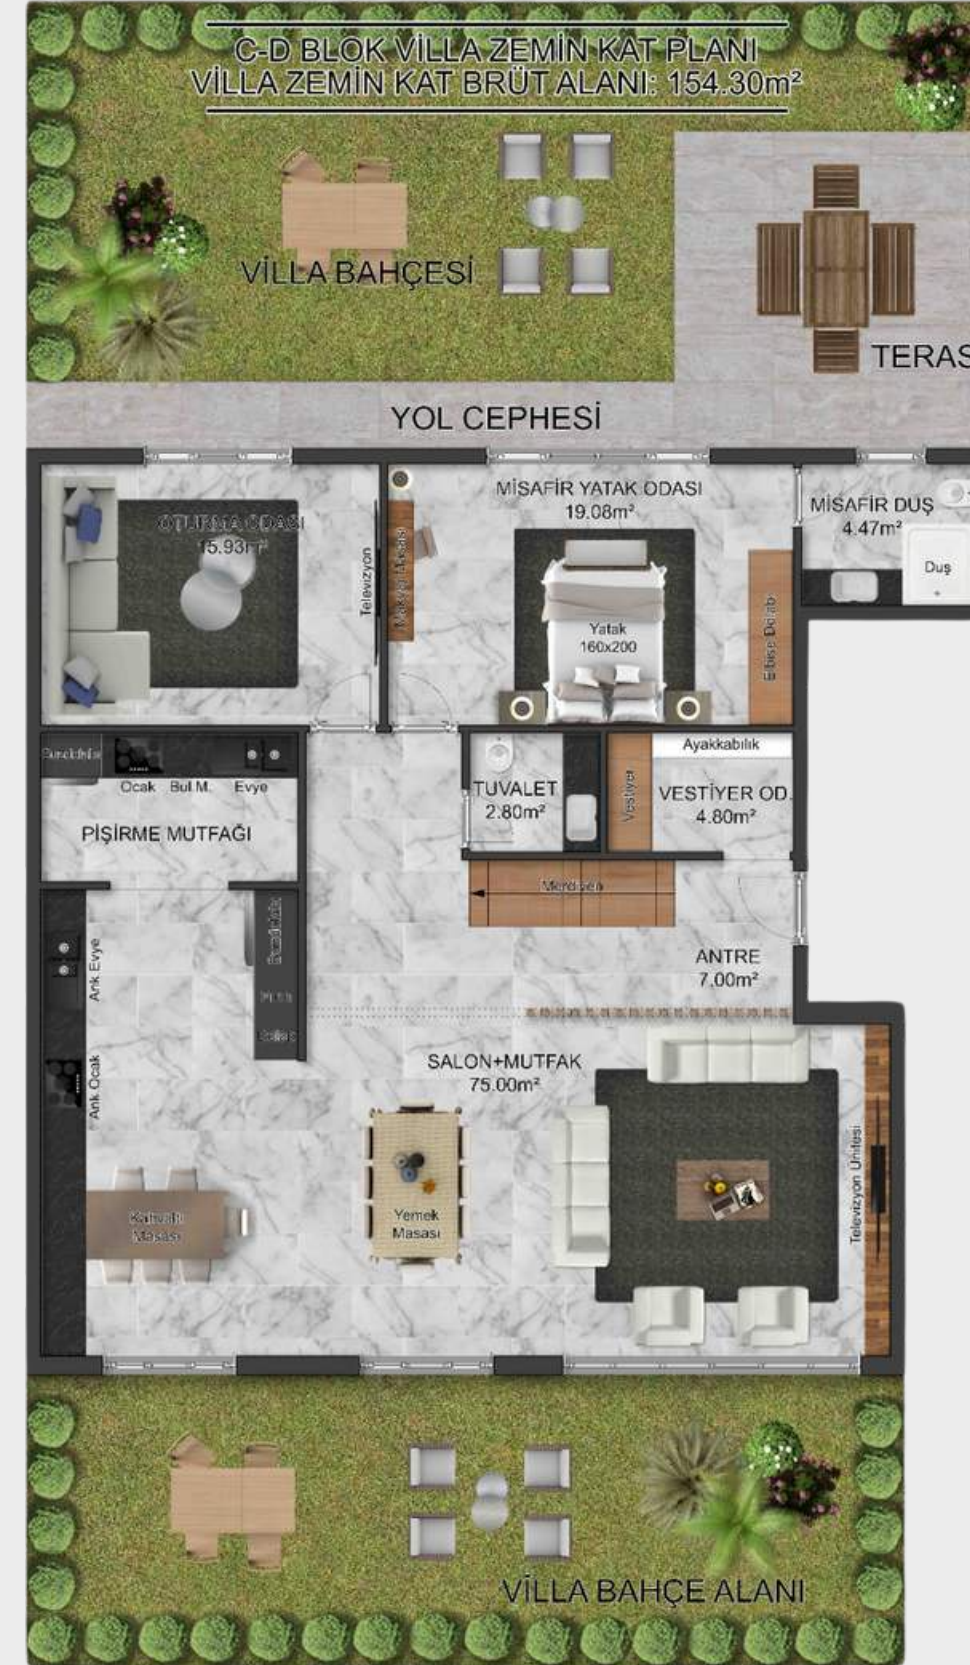 C-D BLOK VİLLA ZEMİN KAT PLANI
VİLLA ZEMİN KAT BRÜT ALANI: 154.30m²
VİLLA BAHÇESİ
TERAS
YOL CEPHESİ
OTURMA ODASI
15.93m²
Televizyon
Makyaj Masası
MİSAFİR YATAK ODASI
19.08m²
Yatak
160x200
Elbise Dolabı
MİSAFİR DUŞ
4.47m²
Duş
Buzdolabı
Ocak
Bul.M.
Evye
PİŞİRME MUTFAĞI
TUVALET
2.80m²
Vestiyer
Ayakkabılık
VESTİYER OD.
4.80m²
Merdiven
ANTRE
7.00m²
Ank Evye
Buzdolabı
Ank Ocak
SALON+MUTFAK
75.00m²
Kahvaltı
Masası
Yemek
Masası
Televizyon Ünitesi
VİLLA BAHÇE ALANI